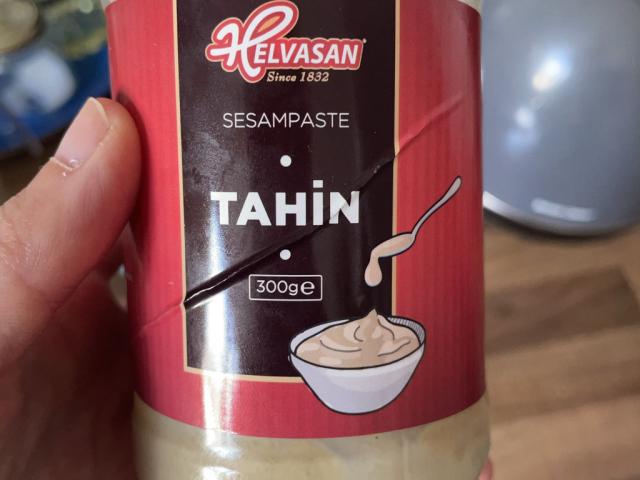 HELVASAN
Since 1832
SESAMPASTE
TAHİN
300g℮